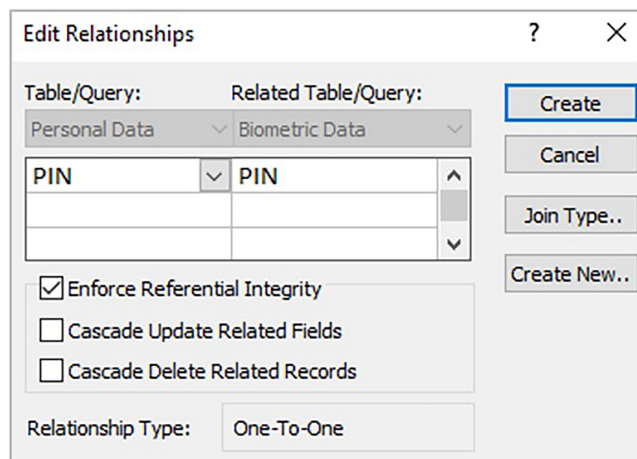 Edit Relationships ?
Table/Query: Related Table/Query:
Personal Data Biometric Data
PIN PIN
Enforce Referential Integrity
Cascade Update Related Fields
Cascade Delete Related Records
Relationship Type: One-To-One
Create
Cancel
Join Type..
Create New..